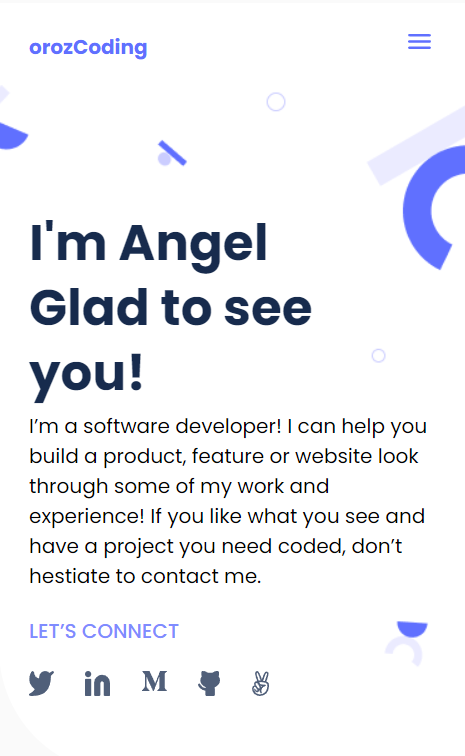 orozCoding
I'm Angel
Glad to see
you!
I’m a software developer! I can help you
build a product, feature or website look
through some of my work and
experience! If you like what you see and
have a project you need coded, don’t
hestiate to contact me.
LET’S CONNECT